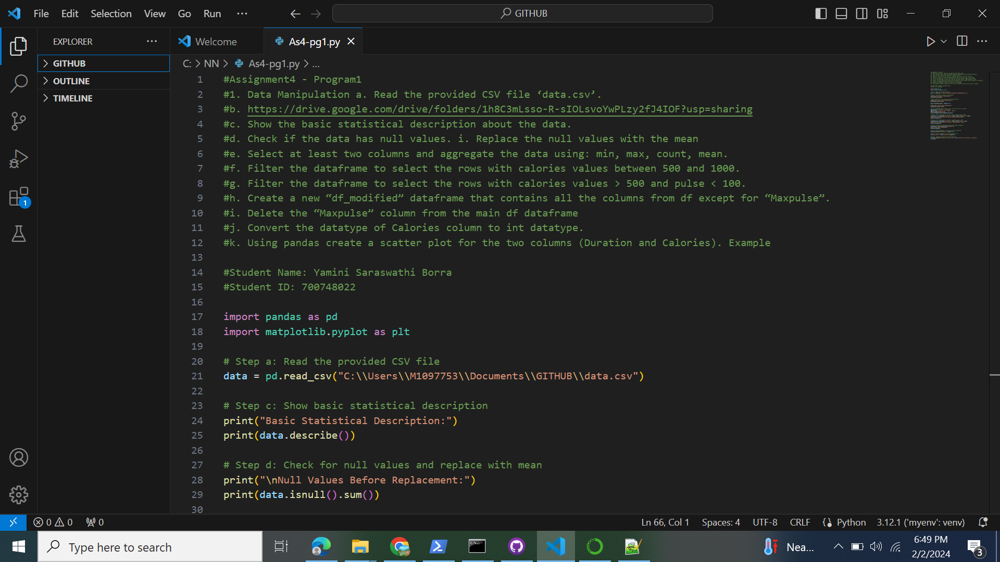 File Edit Selection View Go Run ...
GITHUB
EXPLORER ...
GITHUB
OUTLINE
TIMELINE
1
Welcome
As4-pg1.py
C: > NN > As4-pg1.py > ...
1 #Assignment4 - Program1
2 #1. Data Manipulation a. Read the provided CSV file ‘data.csv’.
3 #b. https://drive.google.com/drive/folders/1h8C3mLsso-R-sIOLsvoYwPLzy2fJ4IOF?usp=sharing
4 #c. Show the basic statistical description about the data.
5 #d. Check if the data has null values. i. Replace the null values with the mean
6 #e. Select at least two columns and aggregate the data using: min, max, count, mean.
7 #f. Filter the dataframe to select the rows with calories values between 500 and 1000.
8 #g. Filter the dataframe to select the rows with calories values > 500 and pulse < 100.
9 #h. Create a new “df_modified” dataframe that contains all the columns from df except for “Maxpulse”.
10 #i. Delete the “Maxpulse” column from the main df dataframe
11 #j. Convert the datatype of Calories column to int datatype.
12 #k. Using pandas create a scatter plot for the two columns (Duration and Calories). Example
13
14 #Student Name: Yamini Saraswathi Borra
15 #Student ID: 700748022
16
17 import pandas as pd
18 import matplotlib.pyplot as plt
19
20 # Step a: Read the provided CSV file
21 data = pd.read_csv("C:\\Users\\M1097753\\Documents\\GITHUB\\data.csv")
22
23 # Step c: Show basic statistical description
24 print("Basic Statistical Description:")
25 print(data.describe())
26
27 # Step d: Check for null values and replace with mean
28 print("\nNull Values Before Replacement:")
29 print(data.isnull().sum())
30
0 0 0 Ln 66, Col 1 Spaces: 4 UTF-8 CRLF Python 3.12.1 ('myenv': venv)
Type here to search
Nea...
6:49 PM
2/2/2024
3